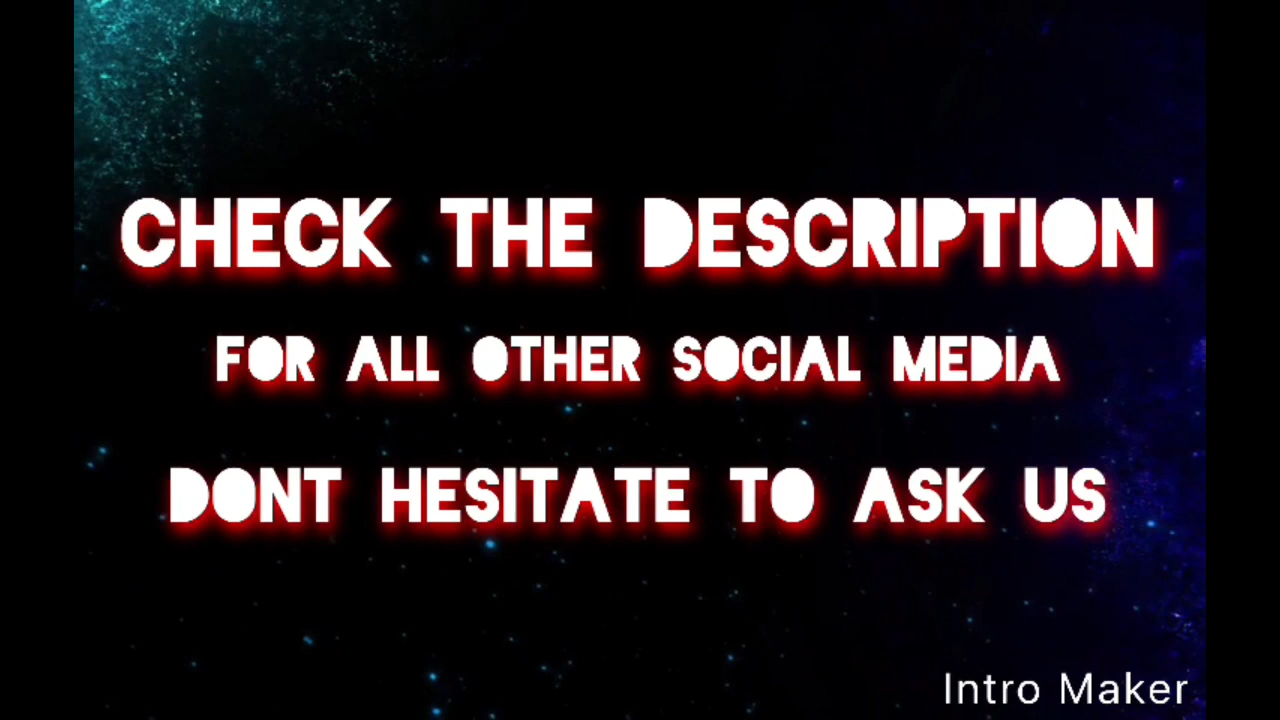 CHECK THE DESCRIPTION
FOR ALL OTHER SOCIAL MEDIA
DONT HESITATE TO ASK US
Intro Maker